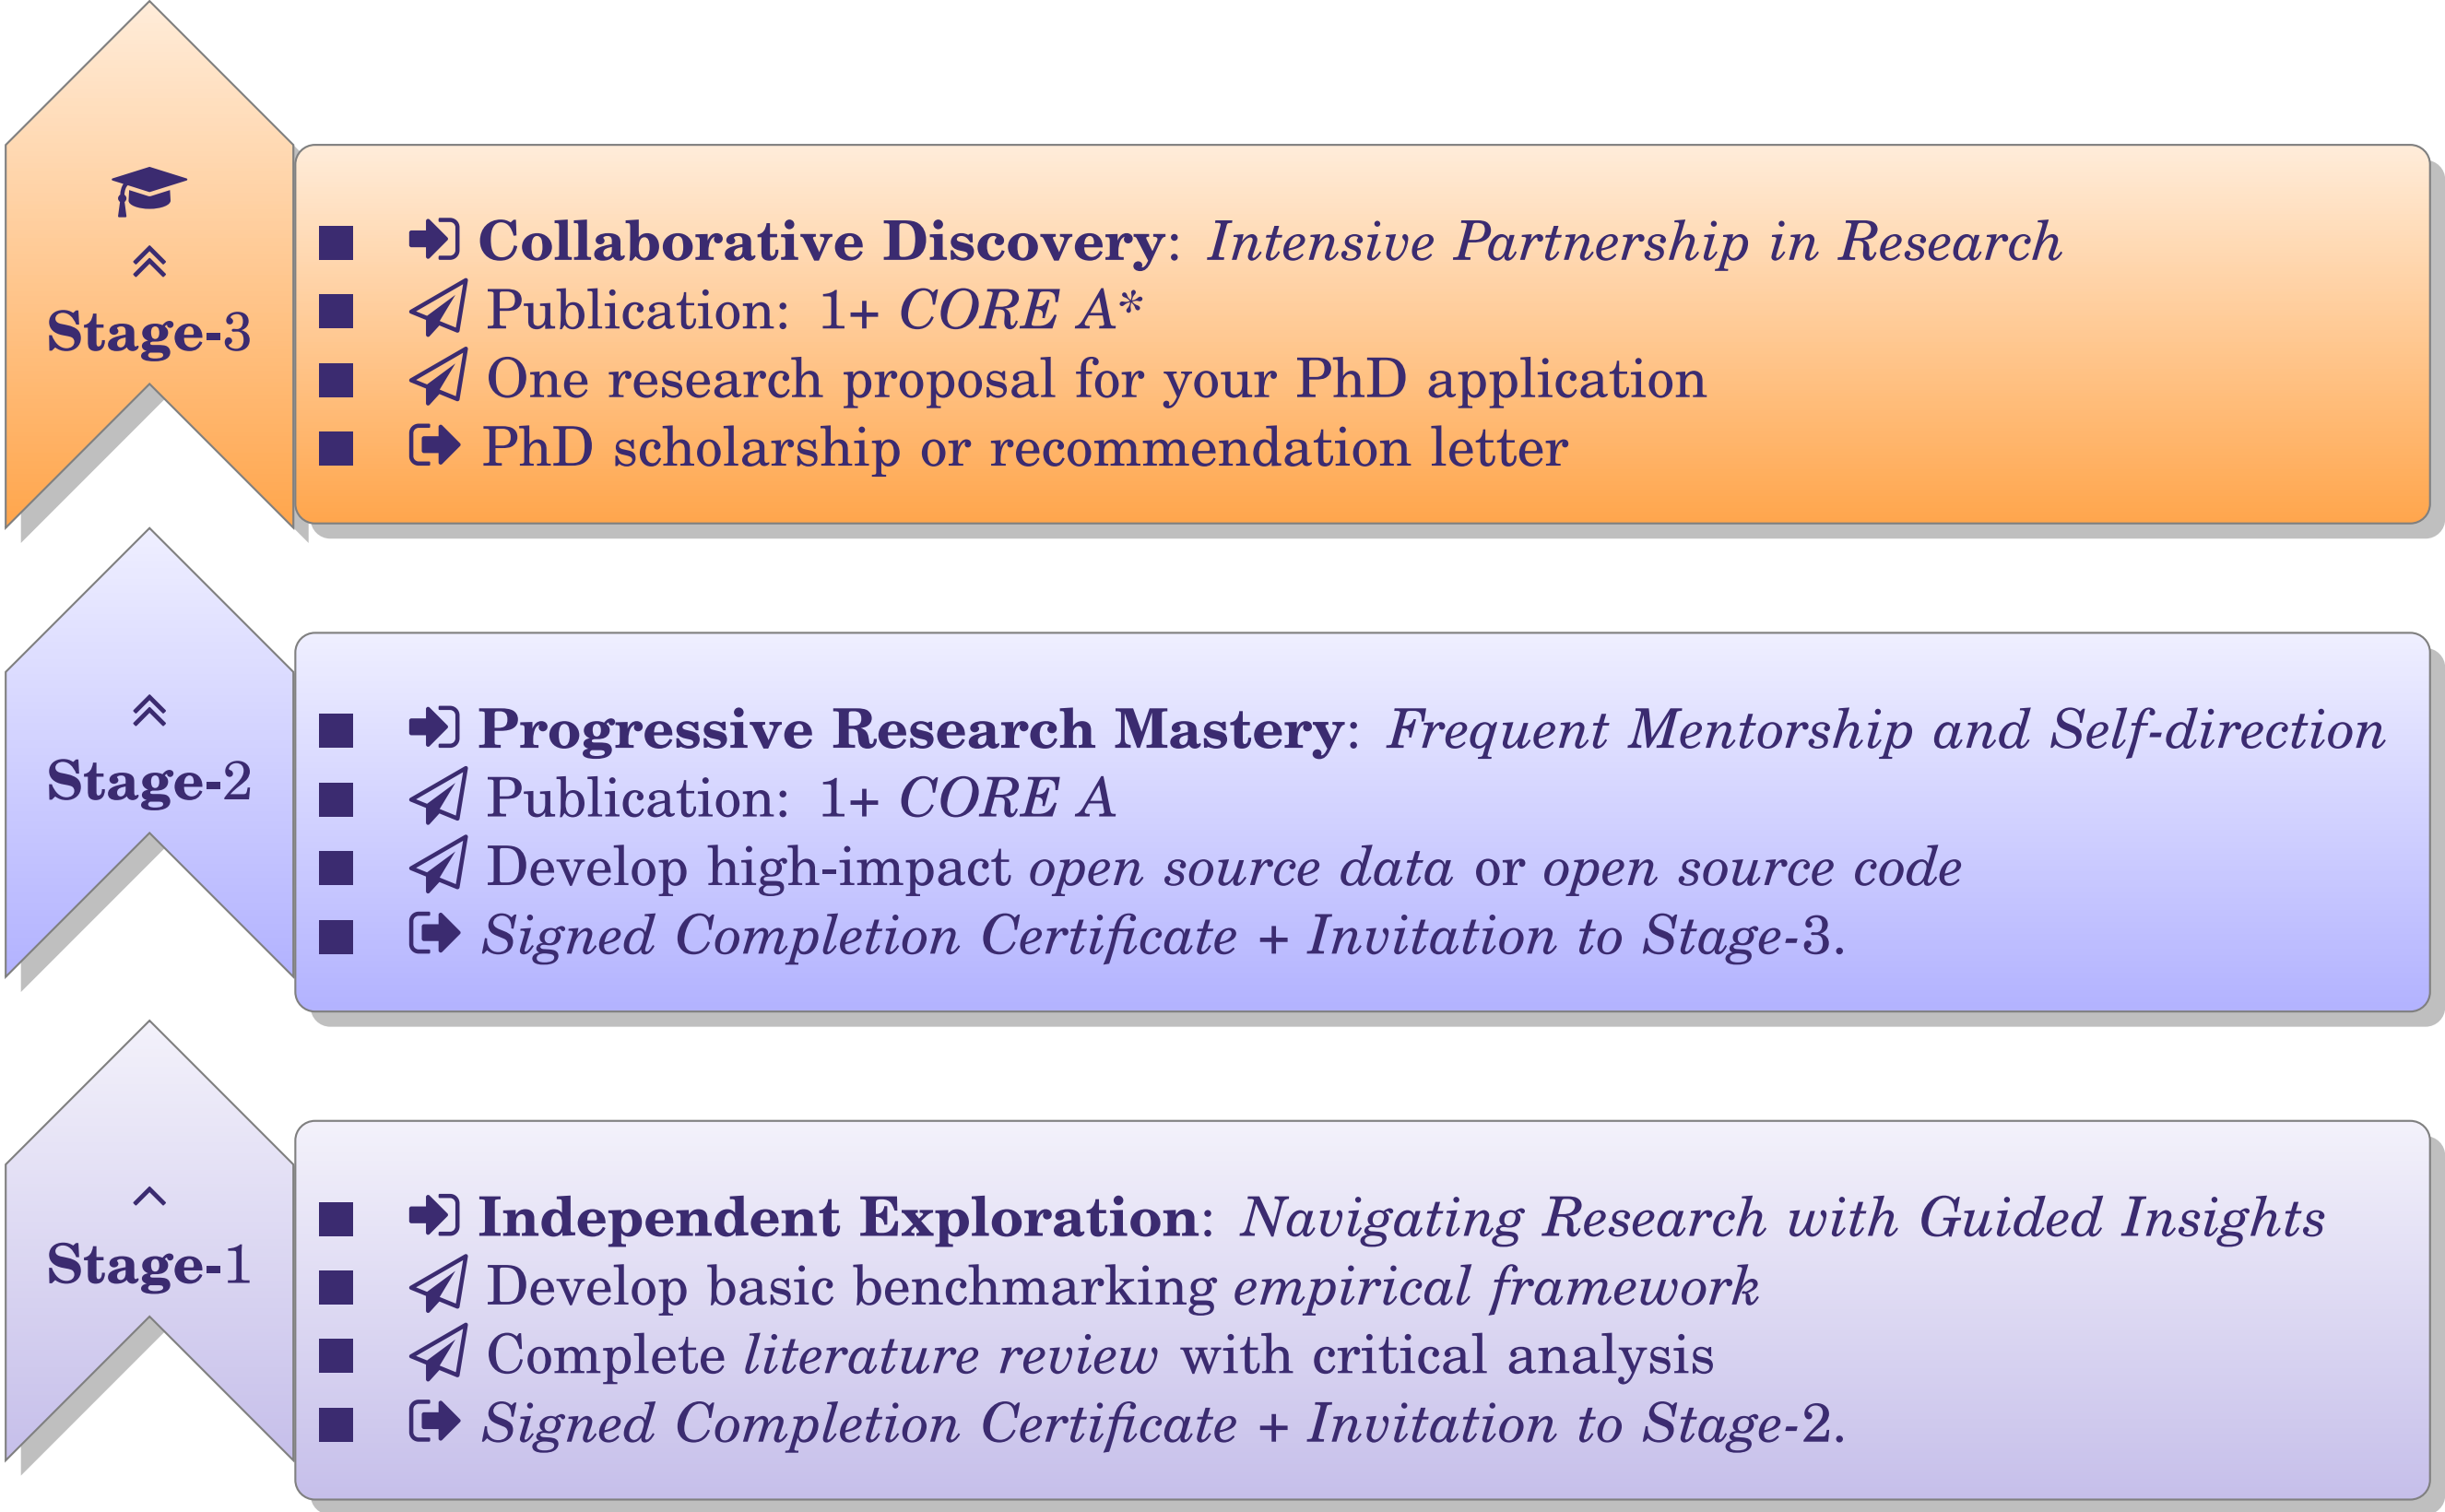 Stage-3
Collaborative Discovery: Intensive Partnership in Research
Publication: 1+ CORE A*
One research proposal for your PhD application
PhD scholarship or recommendation letter
Stage-2
Progressive Research Mastery: Frequent Mentorship and Self-direction
Publication: 1+ CORE A
Develop high-impact open source data or open source code
Signed Completion Certificate + Invitation to Stage-3.
Stage-1
Independent Exploration: Navigating Research with Guided Insights
Develop basic benchmarking empirical framework
Complete literature review with critical analysis
Signed Completion Certificate + Invitation to Stage-2.